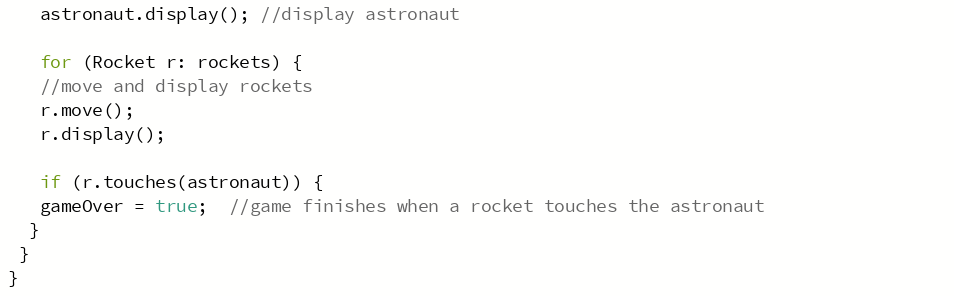 astronaut.display(); //display astronaut
for (Rocket r: rockets) {
//move and display rockets
r.move();
r.display();
if (r.touches(astronaut)) {
gameOver = true;  //game finishes when a rocket touches the astronaut
}
}
}